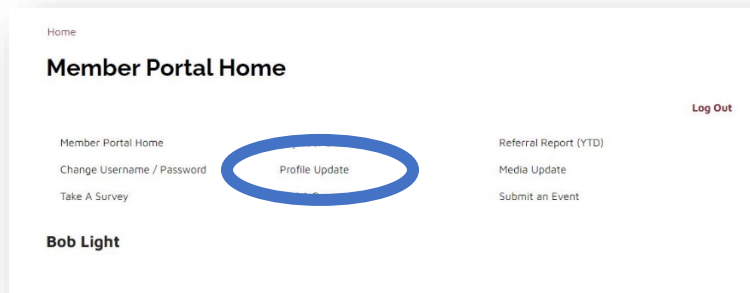 Home
Member Portal Home
Log Out
Member Portal Home
Referral Report (YTD)
Change Username / Password
Profile Update
Media Update
Take A Survey
Submit an Event
Bob Light